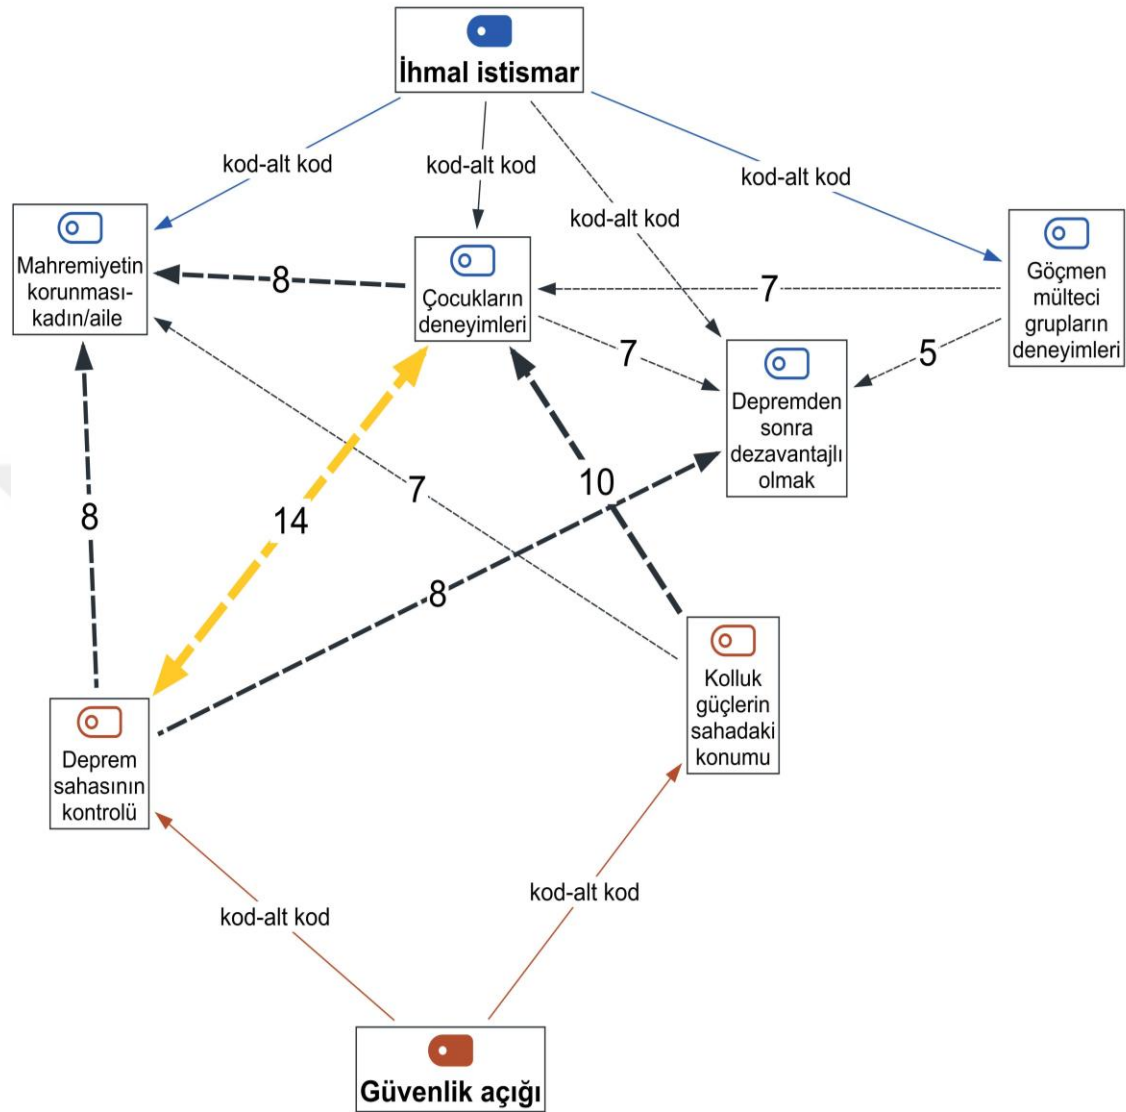 İhmal istismar
kod-alt kod
kod-alt kod
kod-alt kod
kod-alt kod
Mahremiyetin
korunması-
kadın/aile
8
Çocukların
deneyimleri
7
Göçmen
mülteci
grupların
deneyimleri
7
5
Depremden
sonra
dezavantajlı
olmak
8
14
7
10
8
Deprem
sahasının
kontrolü
Kolluk
güçlerin
sahadaki
konumu
kod-alt kod
kod-alt kod
Güvenlik açığı